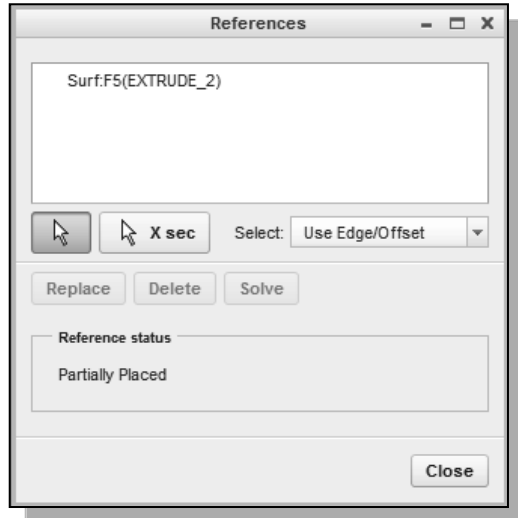 References
Surf:F5(EXTRUDE_2)
X sec Select: Use Edge/Offset
Replace Delete Solve
Reference status
Partially Placed
Close